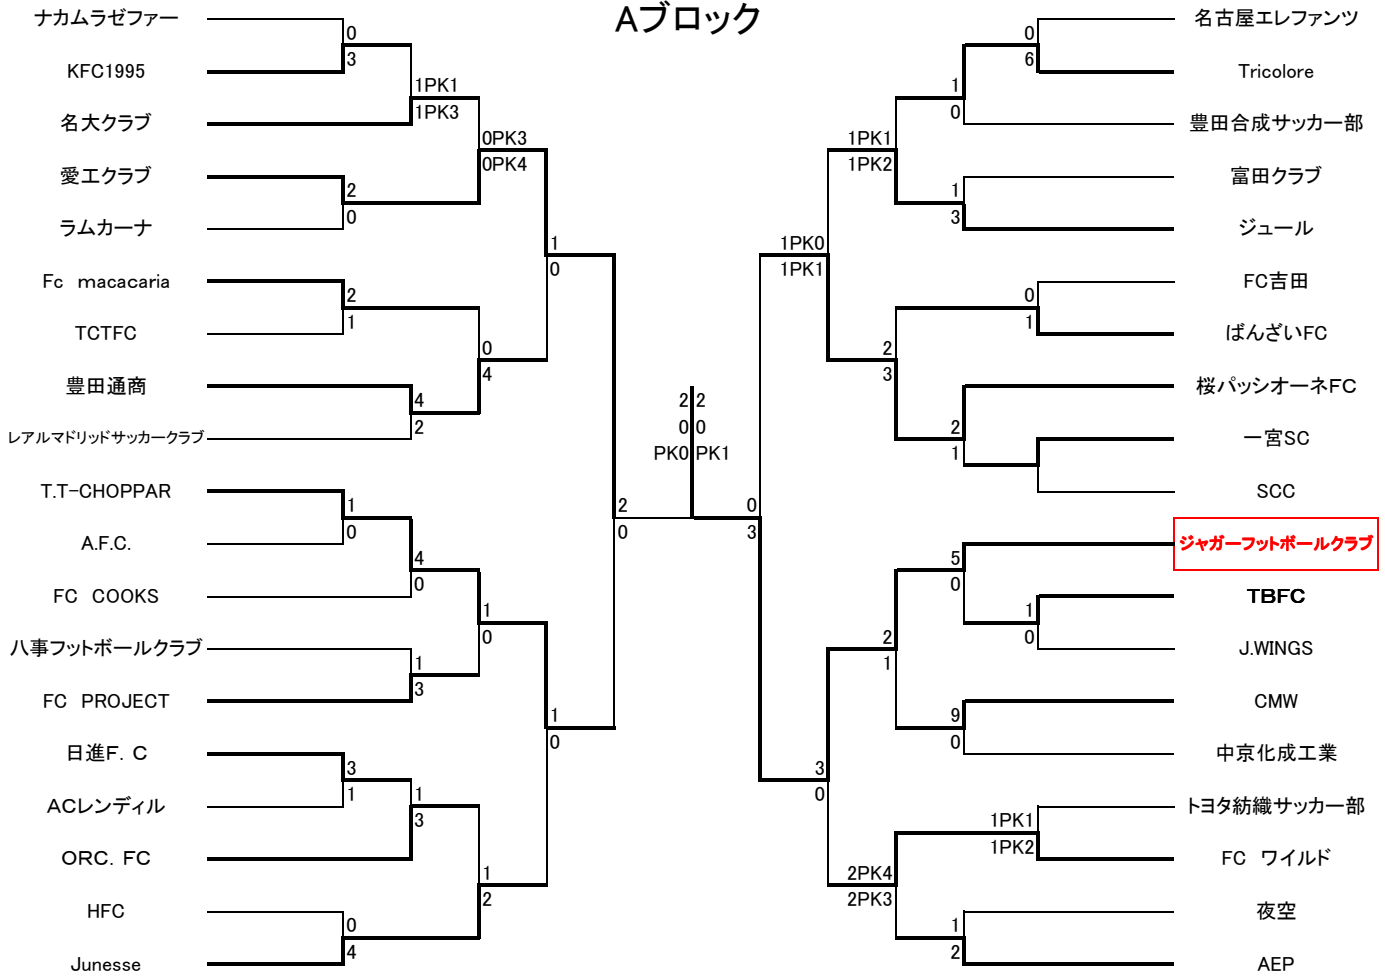 Aブロック
ナカムラゼファー
0
3
KFC1995
1PK1
1PK3
名大クラブ
0PK3
0PK4
愛エクラブ
2
0
ラムカーナ
1
0
Fc macacaria
2
1
TCTFC
0
4
豊田通商
4
2
レアルマドリッドサッカークラブ
T.T-CHOPPAR
1
0
A.F.C.
4
0
FC COOKS
1
0
八事フットボールクラブ
1
3
FC PROJECT
1
0
日進F. C
3
1
ACレンディル
1
3
ORC. FC
1
2
HFC
0
4
Junesse
2
0
2 2
0 0
PK0 PK1
0
3
名古屋エレファンツ
0
6
Tricolore
1
0
豊田合成サッカー部
1PK1
1PK2
富田クラブ
1
3
ジュール
1PK0
1PK1
FC吉田
0
1
ばんざいFC
2
3
桜パッシオーネFC
2
1
一宮SC
SCC
ジャガーフットボールクラブ
5
0
TBFC
1
0
J.WINGS
2
1
CMW
9
0
中京化成工業
3
0
トヨタ紡織サッカー部
1PK1
1PK2
FC ワイルド
2PK4
2PK3
夜空
1
2
AEP